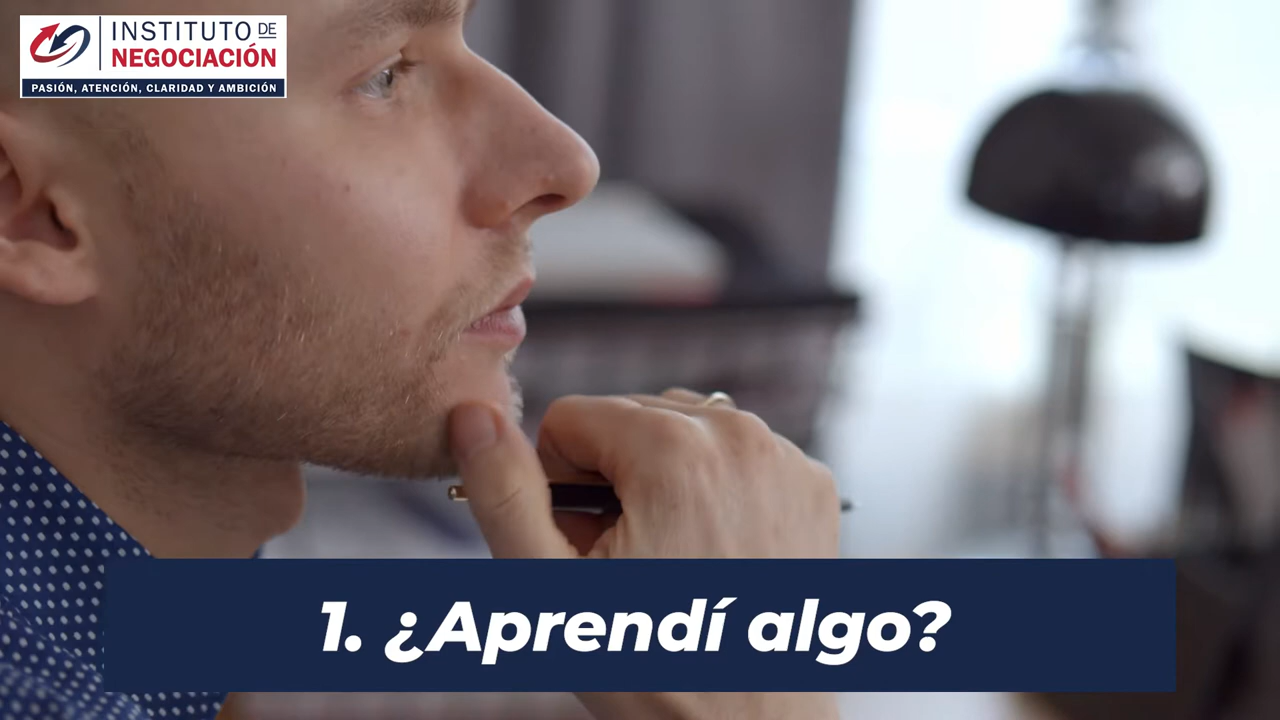 INSTITUTO DE
NEGOCIACIÓN
PASIÓN, ATENCIÓN, CLARIDAD Y AMBICIÓN
1. ¿Aprendí algo?